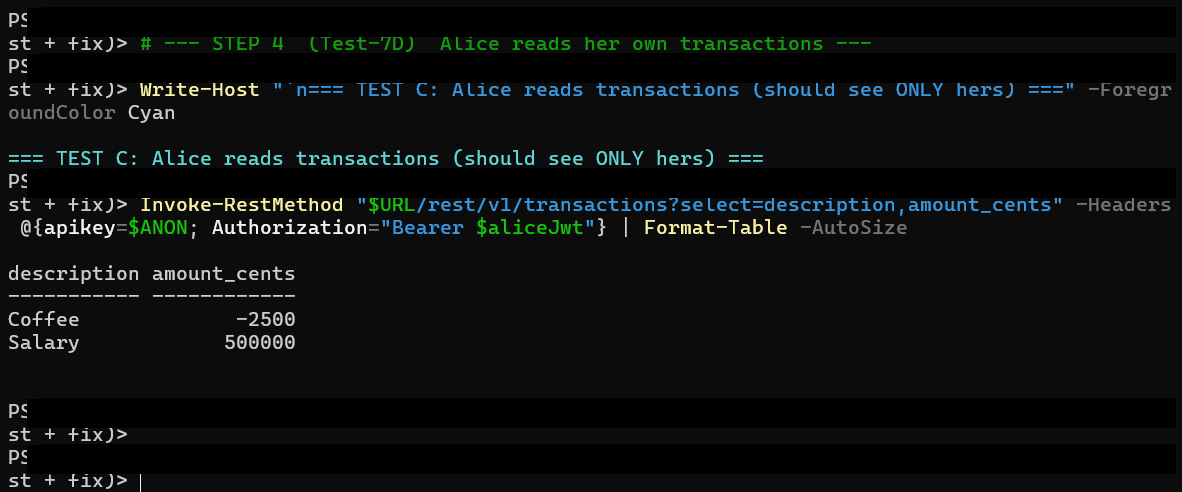 PS
st + fix)> # --- STEP 4  (Test-7D)  Alice reads her own transactions ---
PS
st + fix)> Write-Host "`n=== TEST C: Alice reads transactions (should see ONLY hers) ===" -Foregr
oundColor Cyan
=== TEST C: Alice reads transactions (should see ONLY hers) ===
PS
st + fix)> Invoke-RestMethod "$URL/rest/v1/transactions?select=description,amount_cents" -Headers
@{apikey=$ANON; Authorization="Bearer $aliceJwt"} | Format-Table -AutoSize
description amount_cents
----------- ------------
Coffee             -2500
Salary            500000
PS
st + fix)>
PS
st + fix)>